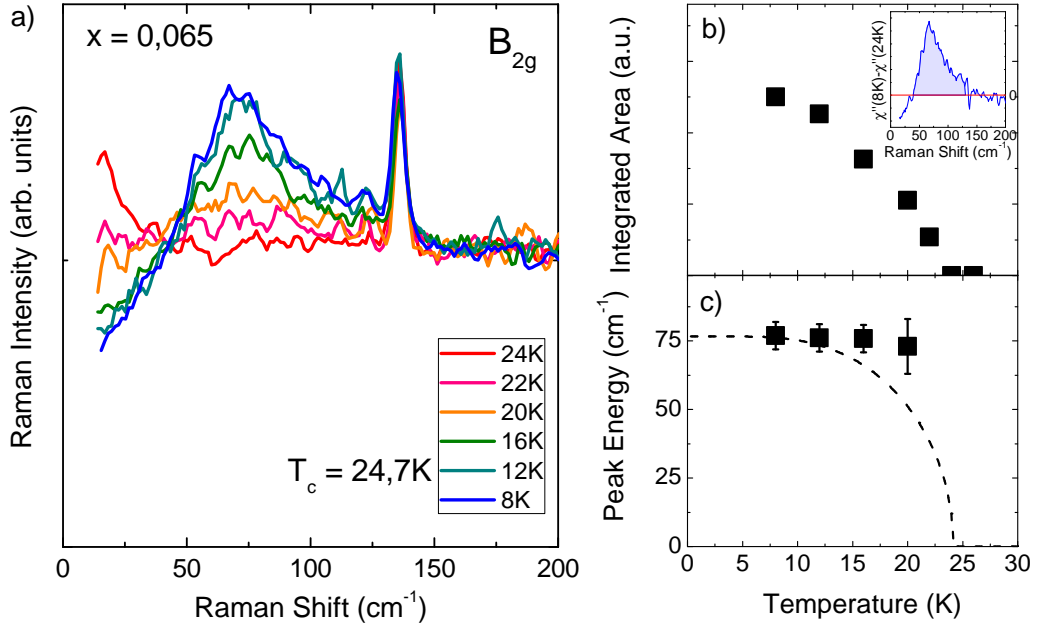 a)
x = 0,065
B2g
Raman Intensity (arb. units)
24K
22K
20K
16K
12K
8K
Tc = 24,7K
0
50
100
150
200
Raman Shift (cm-1)
b)
Integrated Area (a.u.)
χ''(8K)-χ''(24K)
0
0
50
100
150
200
Raman Shift (cm-1)
c)
Peak Energy (cm-1)
75
50
25
0
0
5
10
15
20
25
30
Temperature (K)